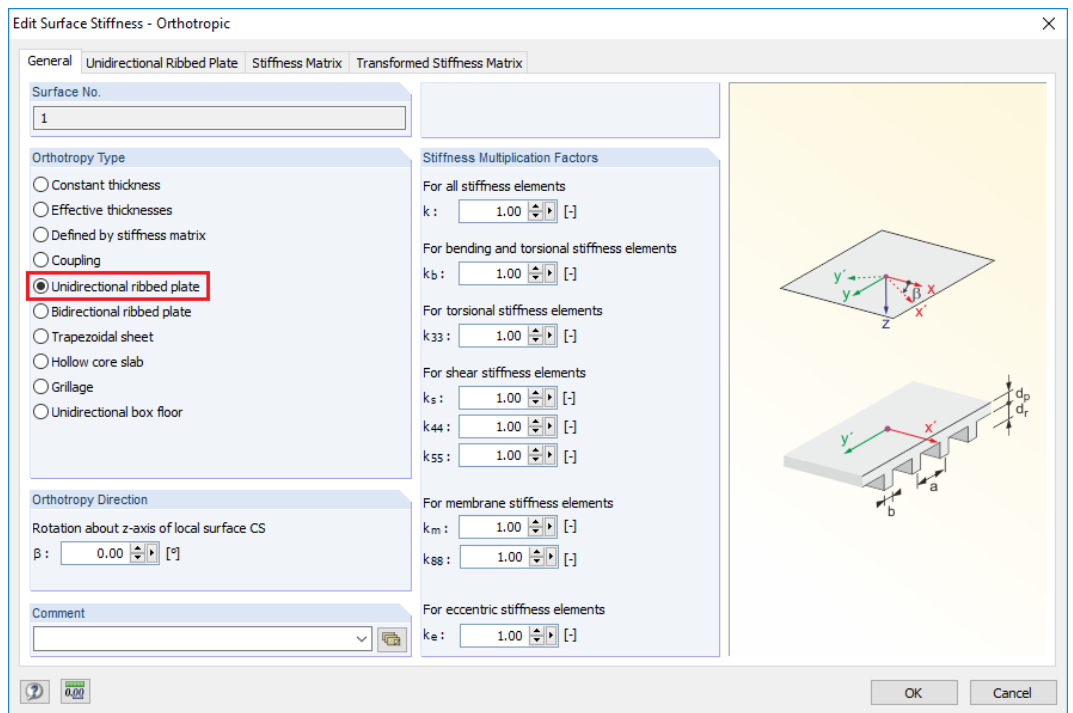 Edit Surface Stiffness - Orthotropic
General Unidirectional Ribbed Plate Stiffness Matrix Transformed Stiffness Matrix
Surface No.
1
Orthotropy Type
Constant thickness
Effective thicknesses
Defined by stiffness matrix
Coupling
Unidirectional ribbed plate
Bidirectional ribbed plate
Trapezoidal sheet
Hollow core slab
Grillage
Unidirectional box floor
Orthotropy Direction
Rotation about z-axis of local surface CS
β : 0.00 [°]
Comment
Stiffness Multiplication Factors
For all stiffness elements
k : 1.00 [-]
For bending and torsional stiffness elements
kb : 1.00 [-]
For torsional stiffness elements
k33 : 1.00 [-]
For shear stiffness elements
ks : 1.00 [-]
k44 : 1.00 [-]
k55 : 1.00 [-]
For membrane stiffness elements
km : 1.00 [-]
k88 : 1.00 [-]
For eccentric stiffness elements
ke : 1.00 [-]
y´
y
β
x
x´
z
dp
dr
y´
x´
a
b
0.00
OK
Cancel